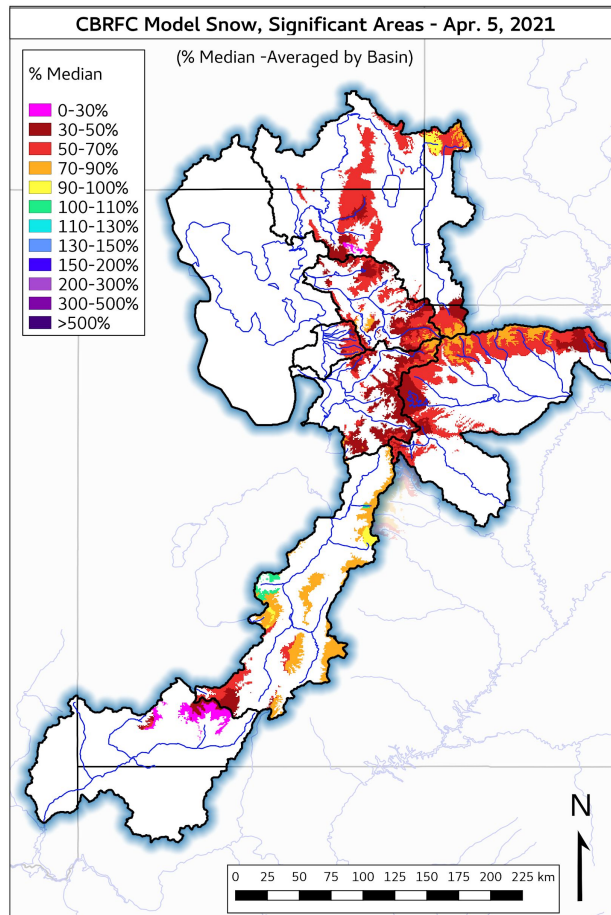 CBRFC Model Snow, Significant Areas - Apr. 5, 2021
(% Median -Averaged by Basin)
% Median
0-30%
30-50%
50-70%
70-90%
90-100%
100-110%
110-130%
130-150%
150-200%
200-300%
300-500%
>500%
N
0 25 50 75 100 125 150 175 200 225 km